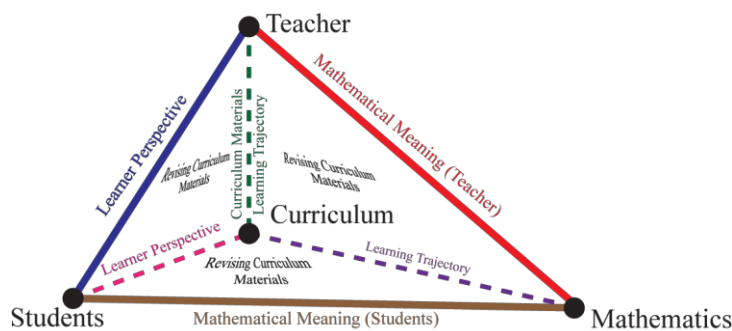 Teacher
Learner Perspective
Curriculum Materials
Learning Trajectory
Mathematical Meaning (Teacher)
Revising Curriculum
Materials
Revising Curriculum
Materials
Curriculum
Learner Perspective
Learning Trajectory
Revising Curriculum
Materials
Students
Mathematical Meaning (Students)
Mathematics